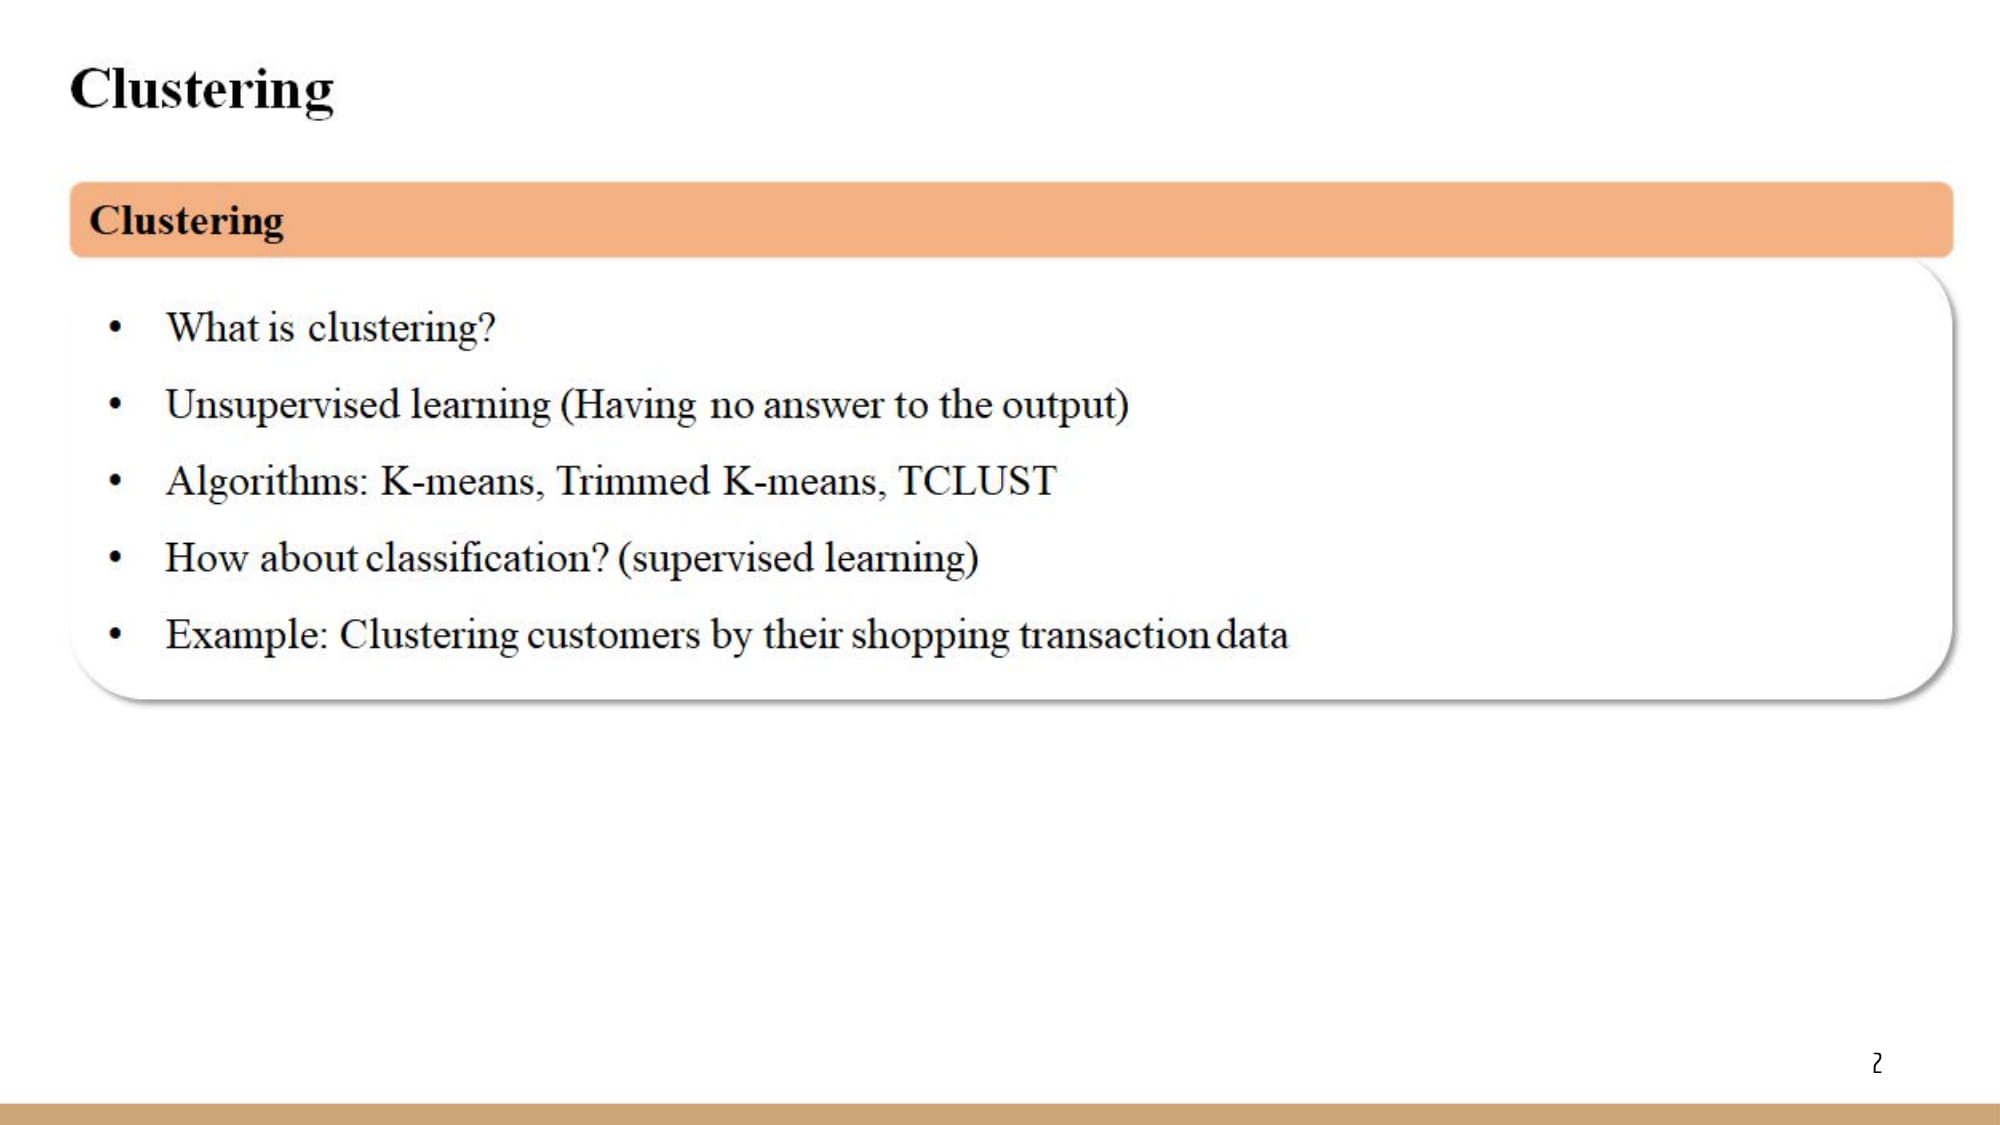 Clustering
Clustering
• What is clustering?
• Unsupervised learning (Having no answer to the output)
• Algorithms: K-means, Trimmed K-means, TCLUST
• How about classification? (supervised learning)
• Example: Clustering customers by their shopping transaction data
2